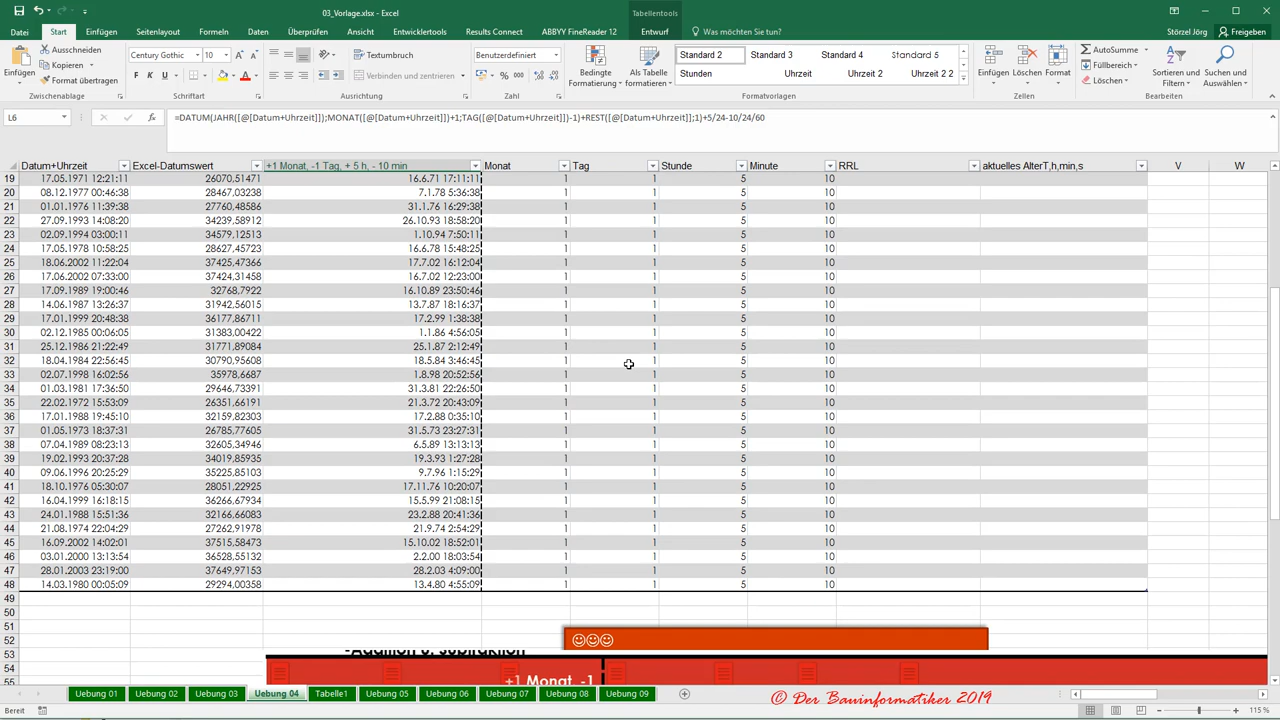 03_Vorlage.xlsx - Excel
Tabellentools
Störzel Jörg
Freigeben
Datei Start Einfügen Seitenlayout Formeln Daten Überprüfen Ansicht Entwicklertools Results Connect ABBYY FineReader 12 Entwurf Was möchten Sie tun?
Einfügen
Ausschneiden
Kopieren
Format übertragen
Zwischenablage
Century Gothic 10
F K U
Schriftart
Textumbruch
Verbinden und zentrieren
Ausrichtung
Benutzerdefiniert
Zahl
Bedingte Formatierung
Als Tabelle formatieren
Standard 2 Standard 3 Standard 4 Standard 5
Stunden Uhrzeit Uhrzeit 2 Uhrzeit 2 2
Formatvorlagen
Einfügen Löschen Format
Zellen
AutoSumme
Füllbereich
Löschen
Sortieren und Filtern
Suchen und Auswählen
Bearbeiten
L6 =DATUM(JAHR([@[Datum+Uhrzeit]]);MONAT([@[Datum+Uhrzeit]])+1;TAG([@[Datum+Uhrzeit]])-1)+REST([@[Datum+Uhrzeit]];1)+5/24-10/24/60
Datum+Uhrzeit Excel-Datumswert +1 Monat, -1 Tag, + 5 h, - 10 min Monat Tag Stunde Minute RRL aktuelles AlterT,h,min,s V W
19 17.05.1971 12:21:11 26070,51471 16.6.71 17:11:11 1 1 5 10
20 08.12.1977 00:46:38 28467,03238 7.1.78 5:36:38 1 1 5 10
21 01.01.1976 11:39:38 27760,48586 31.1.76 16:29:38 1 1 5 10
22 27.09.1993 14:08:20 34239,58912 26.10.93 18:58:20 1 1 5 10
23 02.09.1994 03:00:11 34579,12513 1.10.94 7:50:11 1 1 5 10
24 17.05.1978 10:58:25 28627,45723 16.6.78 15:48:25 1 1 5 10
25 18.06.2002 11:22:04 37425,47366 17.7.02 16:12:04 1 1 5 10
26 17.06.2002 07:33:00 37424,31458 16.7.02 12:23:00 1 1 5 10
27 17.09.1989 19:00:46 32768,7922 16.10.89 23:50:46 1 1 5 10
28 14.06.1987 13:26:37 31942,56015 13.7.87 18:16:37 1 1 5 10
29 17.01.1999 20:48:38 36177,86711 17.2.99 1:38:38 1 1 5 10
30 02.12.1985 00:06:05 31383,00422 1.1.86 4:56:05 1 1 5 10
31 25.12.1986 21:22:49 31771,89084 25.1.87 2:12:49 1 1 5 10
32 18.04.1984 22:56:45 30790,95608 18.5.84 3:46:45 1 1 5 10
33 02.07.1998 16:02:56 35978,6687 1.8.98 20:52:56 1 1 5 10
34 01.03.1981 17:36:50 29646,73391 31.3.81 22:26:50 1 1 5 10
35 22.02.1972 15:53:09 26351,66191 21.3.72 20:43:09 1 1 5 10
36 17.01.1988 19:45:10 32159,82303 17.2.88 0:35:10 1 1 5 10
37 01.05.1973 18:37:31 26785,77605 31.5.73 23:27:31 1 1 5 10
38 07.04.1989 08:23:13 32605,34946 6.5.89 13:13:13 1 1 5 10
39 19.02.1993 20:37:28 34019,85935 19.3.93 1:27:28 1 1 5 10
40 09.06.1996 20:25:29 35225,85103 9.7.96 1:15:29 1 1 5 10
41 18.10.1976 05:30:07 28051,22925 17.11.76 10:20:07 1 1 5 10
42 16.04.1999 16:18:15 36266,67934 15.5.99 21:08:15 1 1 5 10
43 24.01.1988 15:51:36 32166,66083 23.2.88 20:41:36 1 1 5 10
44 21.08.1974 22:04:29 27262,91978 21.9.74 2:54:29 1 1 5 10
45 16.09.2002 14:02:01 37515,58473 15.10.02 18:52:01 1 1 5 10
46 03.01.2000 13:13:54 36528,55132 2.2.00 18:03:54 1 1 5 10
47 28.01.2003 23:19:00 37649,97153 28.2.03 4:09:00 1 1 5 10
48 14.03.1980 00:05:09 29294,00358 13.4.80 4:55:09 1 1 5 10
49
50
51
52
53 -Addition u. Subtraktion
54
55 +1 Monat, -1
Uebung 01 Uebung 02 Uebung 03 Uebung 04 Tabelle1 Uebung 05 Uebung 06 Uebung 07 Uebung 08 Uebung 09
© Der Bauinformatiker 2019
Bereit
115 %